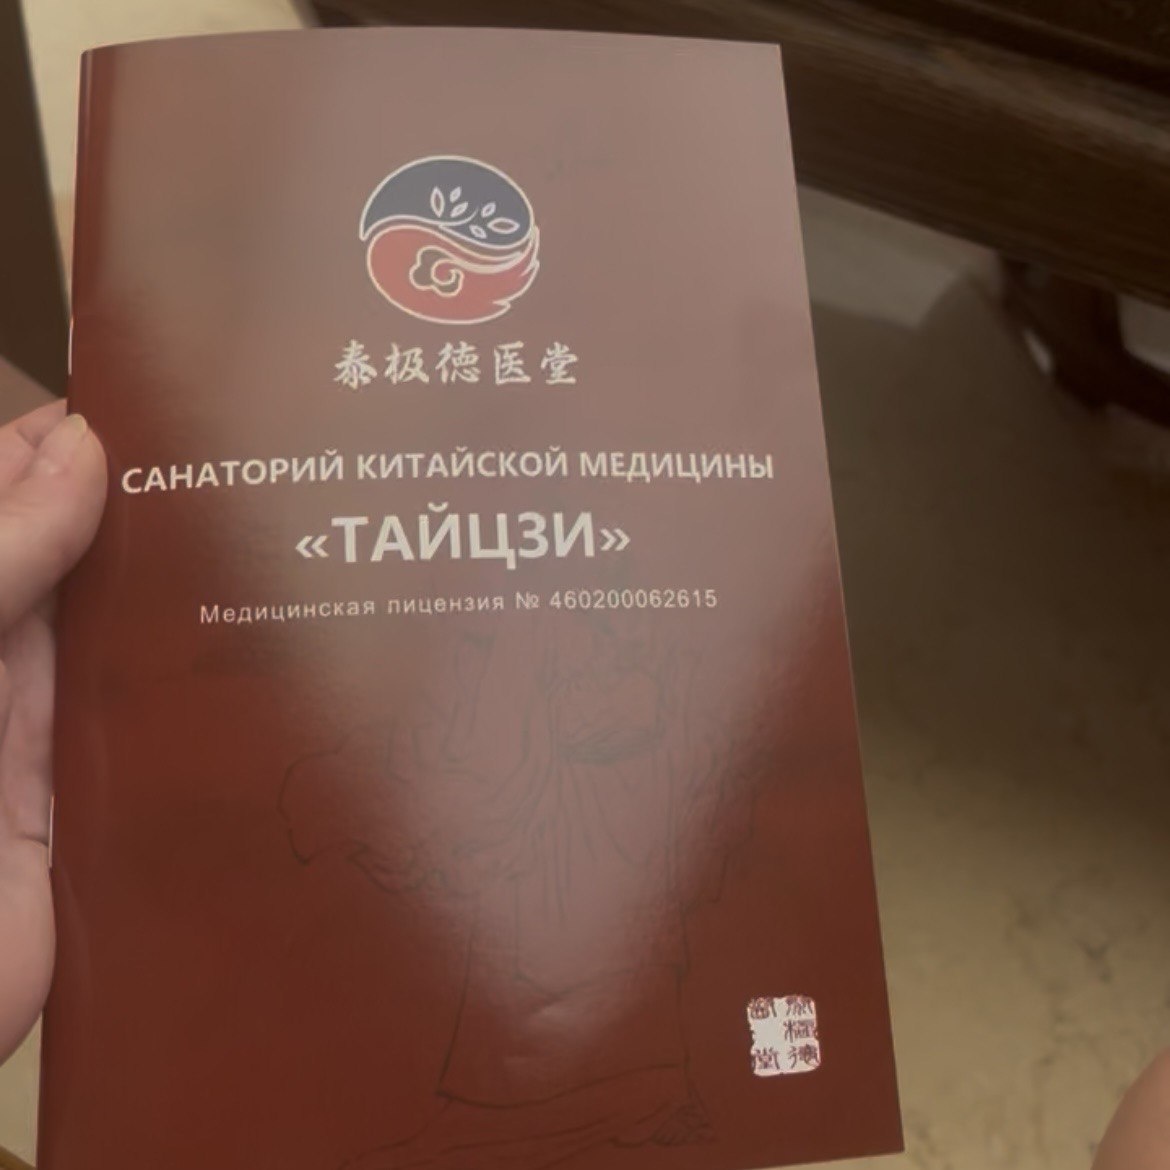 泰极德医堂
САНАТОРИЙ КИТАЙСКОЙ МЕДИЦИНЫ
«ТАЙЦЗИ»
Медицинская лицензия № 460200062615